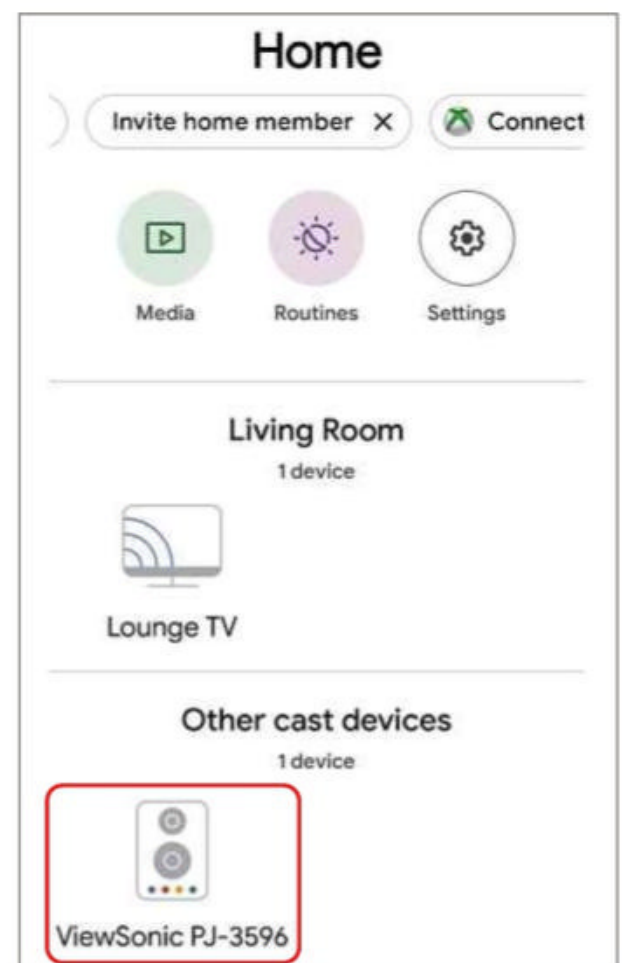 Home
Invite home member X Connect
Media Routines Settings
Living Room
1 device
Lounge TV
Other cast devices
1 device
ViewSonic PJ-3596